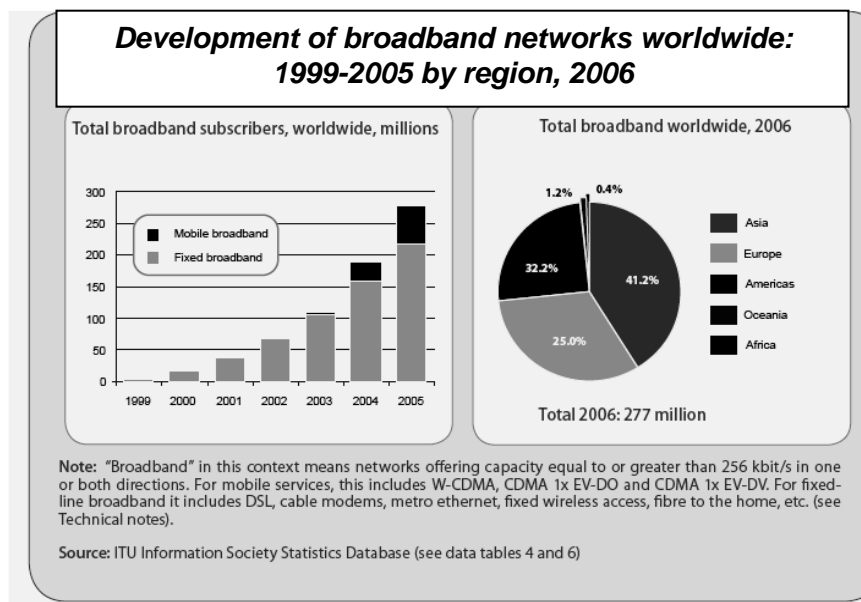 Development of broadband networks worldwide:
1999-2005 by region, 2006
Total broadband subscribers, worldwide, millions
300
250
200
150
100
50
0
Mobile broadband
Fixed broadband
1999 2000 2001 2002 2003 2004 2005
Total broadband worldwide, 2006
1.2% 0.4%
32.2%
41.2%
25.0%
Asia
Europe
Americas
Oceania
Africa
Total 2006: 277 million
Note: "Broadband" in this context means networks offering capacity equal to or greater than 256 kbit/s in one
or both directions. For mobile services, this includes W-CDMA, CDMA 1x EV-DO and CDMA 1x EV-DV. For fixed-
line broadband it includes DSL, cable modems, metro ethernet, fixed wireless access, fibre to the home, etc. (see
Technical notes).
Source: ITU Information Society Statistics Database (see data tables 4 and 6)